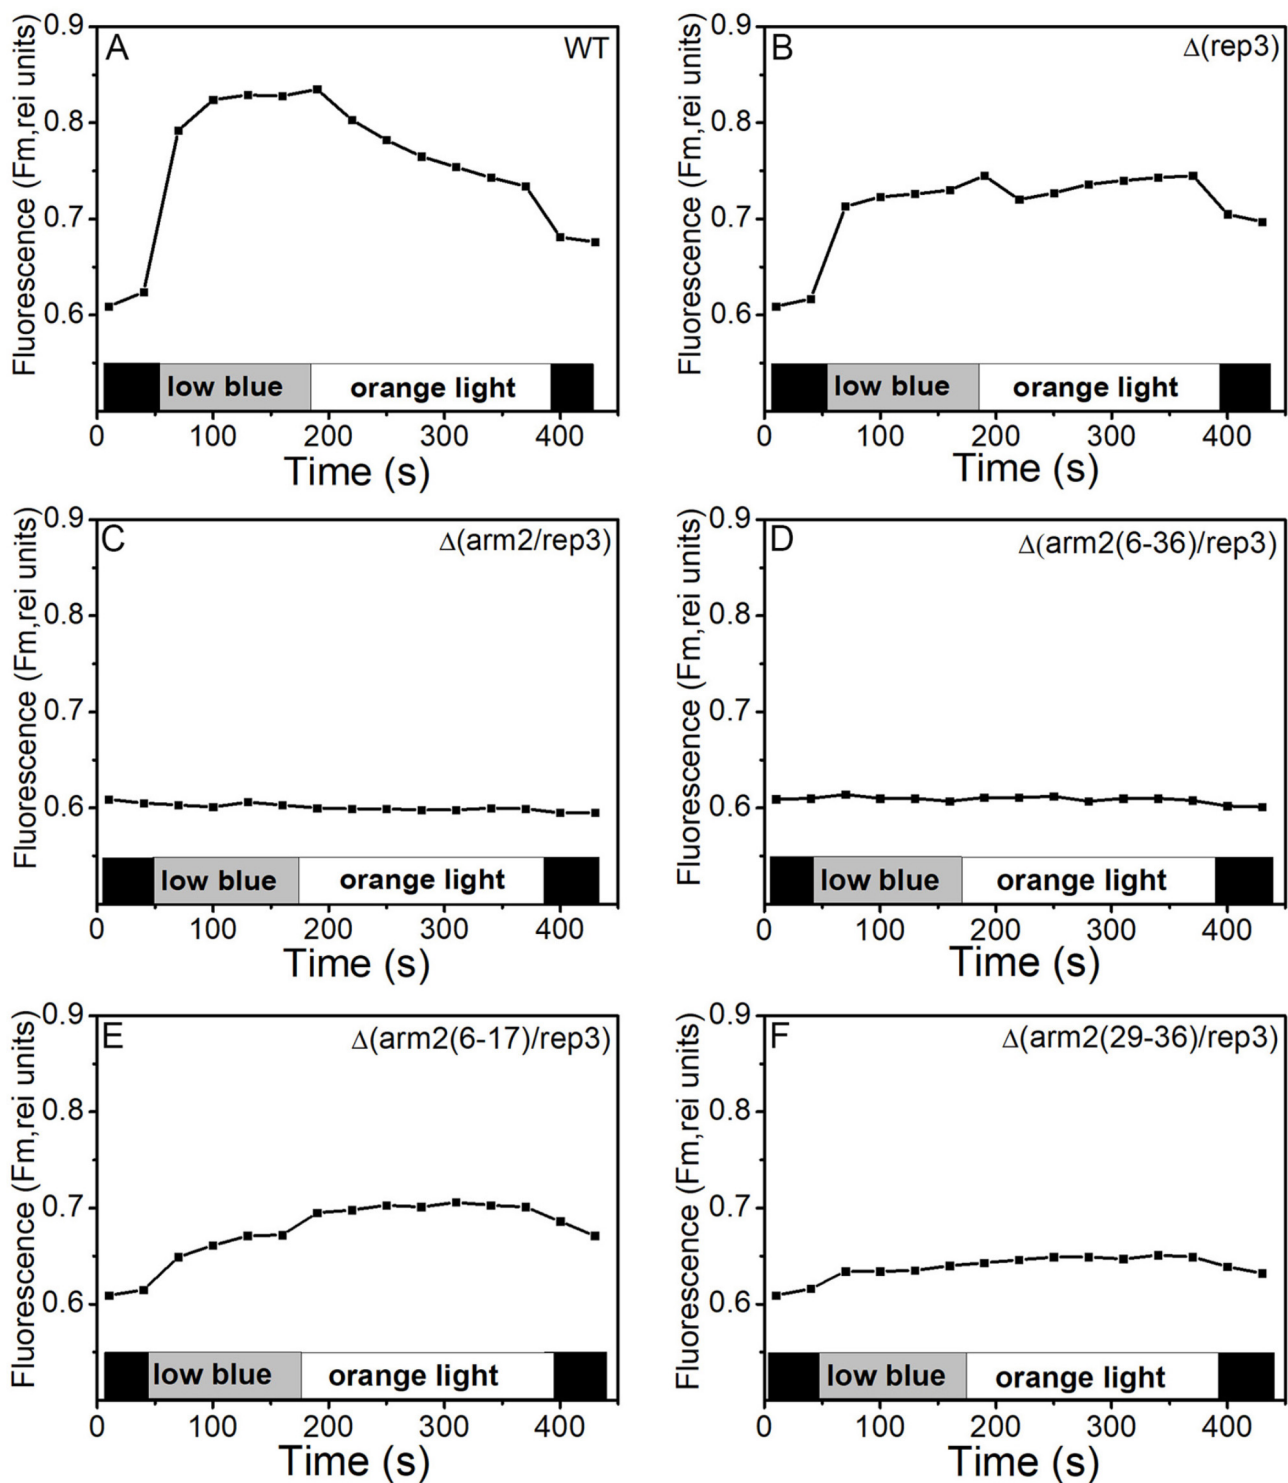 A
WT
Fluorescence (Fm,rei units)
0.9
0.8
0.7
0.6
low blue
orange light
0 100 200 300 400
Time (s)
B
Δ(rep3)
Fluorescence (Fm,rei units)
0.9
0.8
0.7
0.6
low blue
orange light
0 100 200 300 400
Time (s)
C
Δ(arm2/rep3)
Fluorescence (Fm,rei units)
0.9
0.8
0.7
0.6
low blue
orange light
0 100 200 300 400
Time (s)
D
Δ(arm2(6-36)/rep3)
Fluorescence (Fm,rei units)
0.9
0.8
0.7
0.6
low blue
orange light
0 100 200 300 400
Time (s)
E
Δ(arm2(6-17)/rep3)
Fluorescence (Fm,rei units)
0.9
0.8
0.7
0.6
low blue
orange light
0 100 200 300 400
Time (s)
F
Δ(arm2(29-36)/rep3)
Fluorescence (Fm,rei units)
0.9
0.8
0.7
0.6
low blue
orange light
0 100 200 300 400
Time (s)